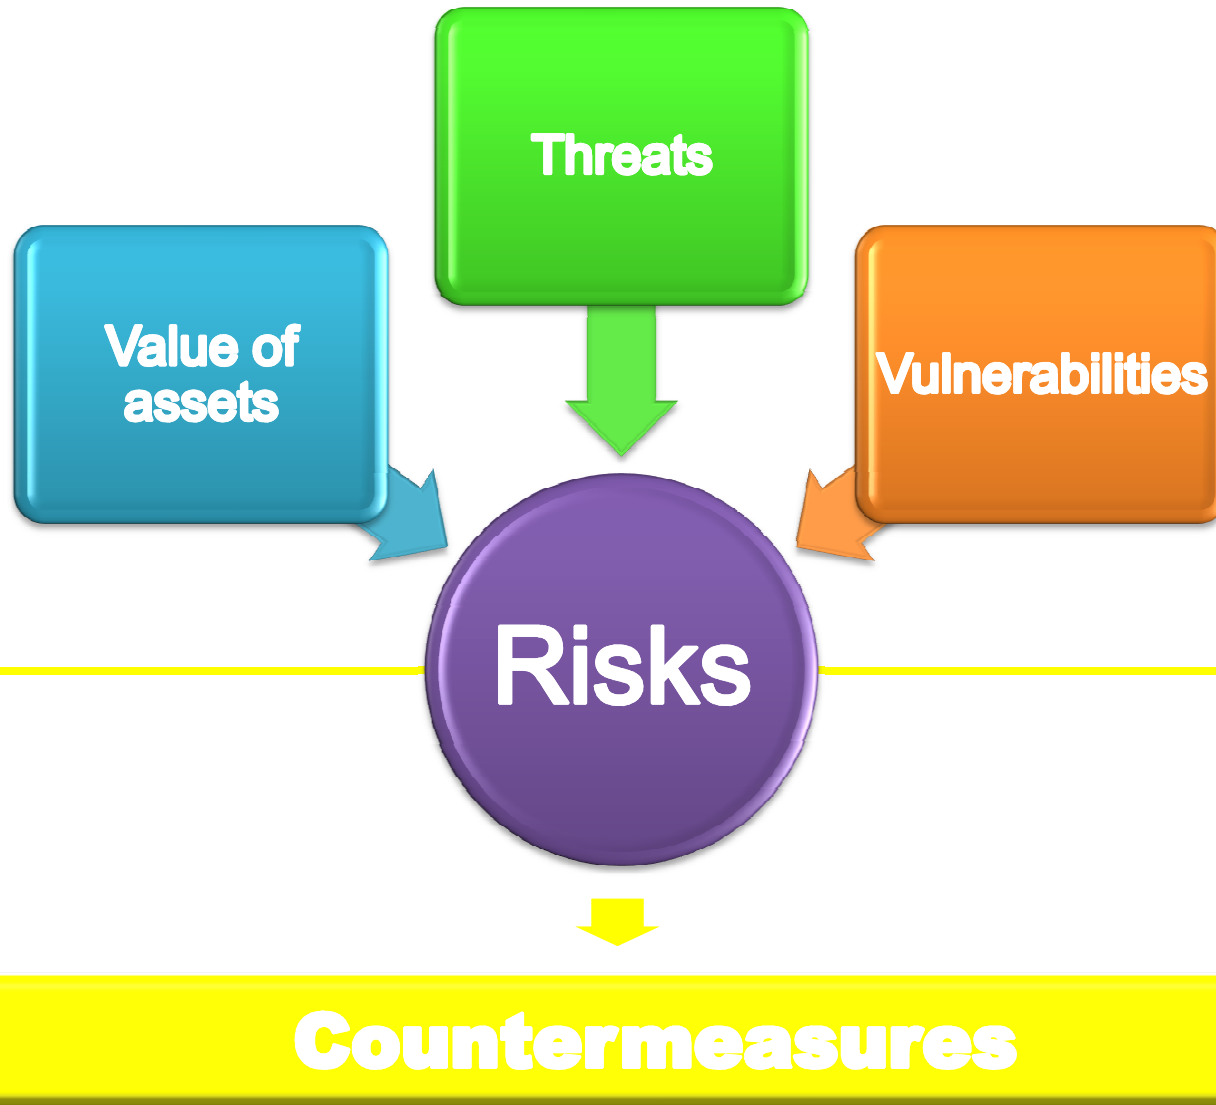 Threats
Value of
assets
Vulnerabilities
Risks
Countermeasures